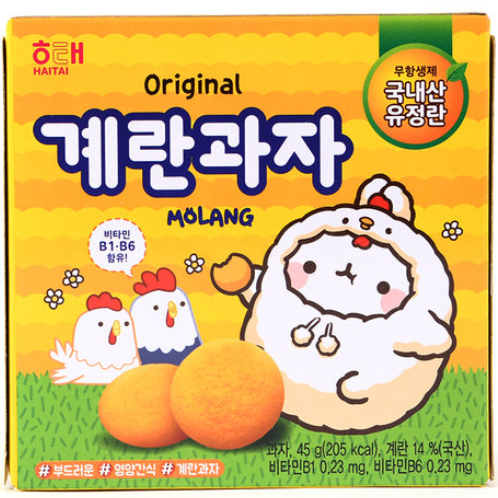 해태
HAITAI
Original
무항생제
국내산
유정란
계란과자
MOLANG
비타민
B1·B6
함유!
과자, 45 g(205 kcal), 계란 14 %(국산),
비타민B1 0.23 mg, 비타민B6 0.23 mg
#부드러운 #영양간식 #계란과자